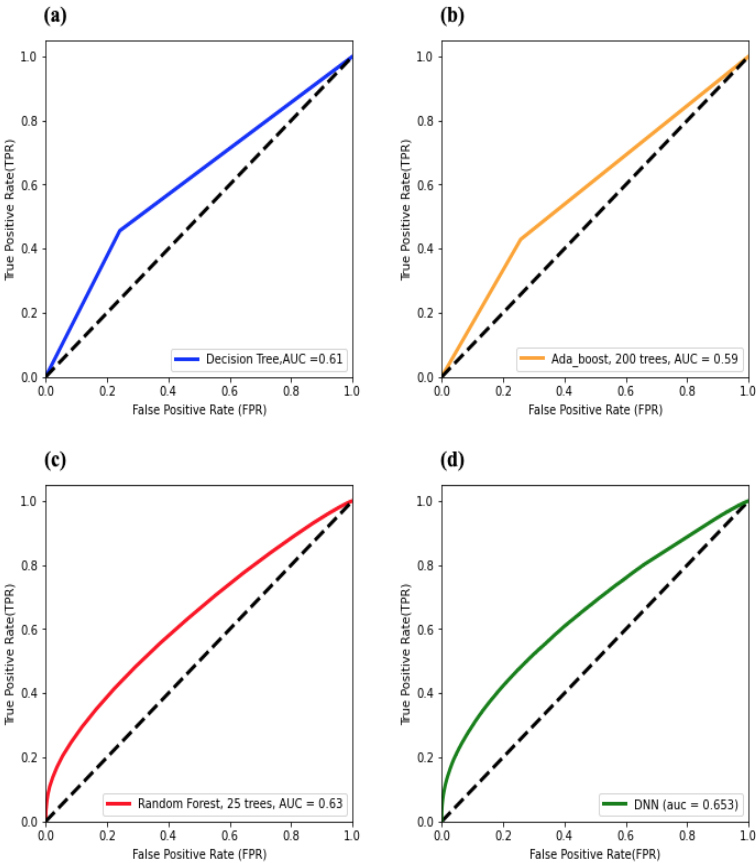 (a)
(b)
1.0
0.8
0.6
0.4
0.2
0.0
True Positive Rate(TPR)
Decision Tree,AUC =0.61
0.0 0.2 0.4 0.6 0.8 1.0
False Positive Rate (FPR)
1.0
0.8
0.6
0.4
0.2
0.0
True Positive Rate(TPR)
Ada_boost, 200 trees, AUC = 0.59
0.0 0.2 0.4 0.6 0.8 1.0
False Positive Rate (FPR)
(c)
(d)
1.0
0.8
0.6
0.4
0.2
0.0
True Positive Rate(TPR)
Random Forest, 25 trees, AUC = 0.63
0.0 0.2 0.4 0.6 0.8 1.0
False Positive Rate (FPR)
1.0
0.8
0.6
0.4
0.2
0.0
True Positive Rate(TPR)
DNN (auc = 0.653)
0.0 0.2 0.4 0.6 0.8 1.0
False Positive Rate(FPR)